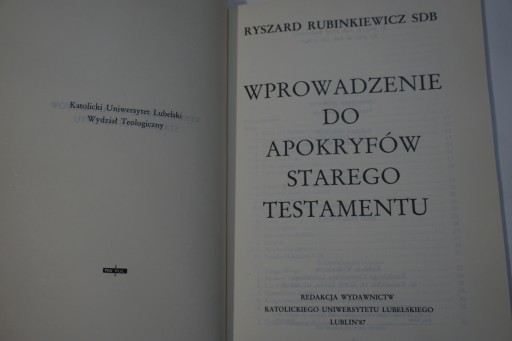 Katolicki Uniwersytet Lubelski
Wydział Teologiczny
RYSZARD RUBINKIEWICZ SDB
WPROWADZENIE
DO
APOKRYFÓW
STAREGO
TESTAMENTU
REDAKCJA WYDAWNICTW
KATOLICKIEGO UNIWERSYTETU LUBELSKIEGO
LUBLIN'87